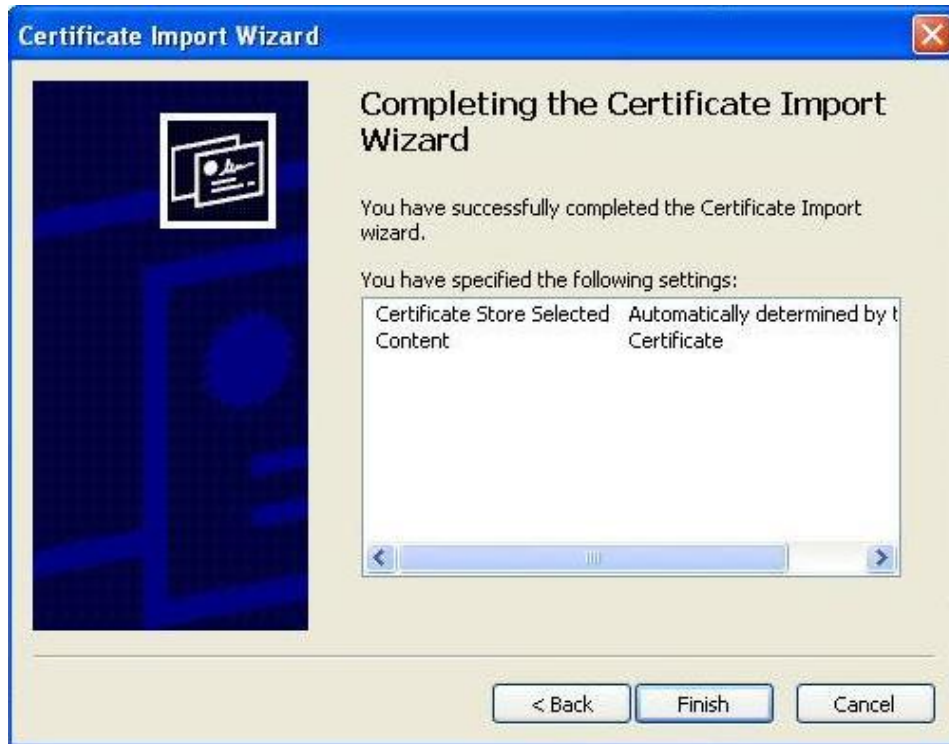 Certificate Import Wizard
Completing the Certificate Import
Wizard
You have successfully completed the Certificate Import
wizard.
You have specified the following settings:
Certificate Store Selected Automatically determined by t
Content Certificate
< Back Finish Cancel